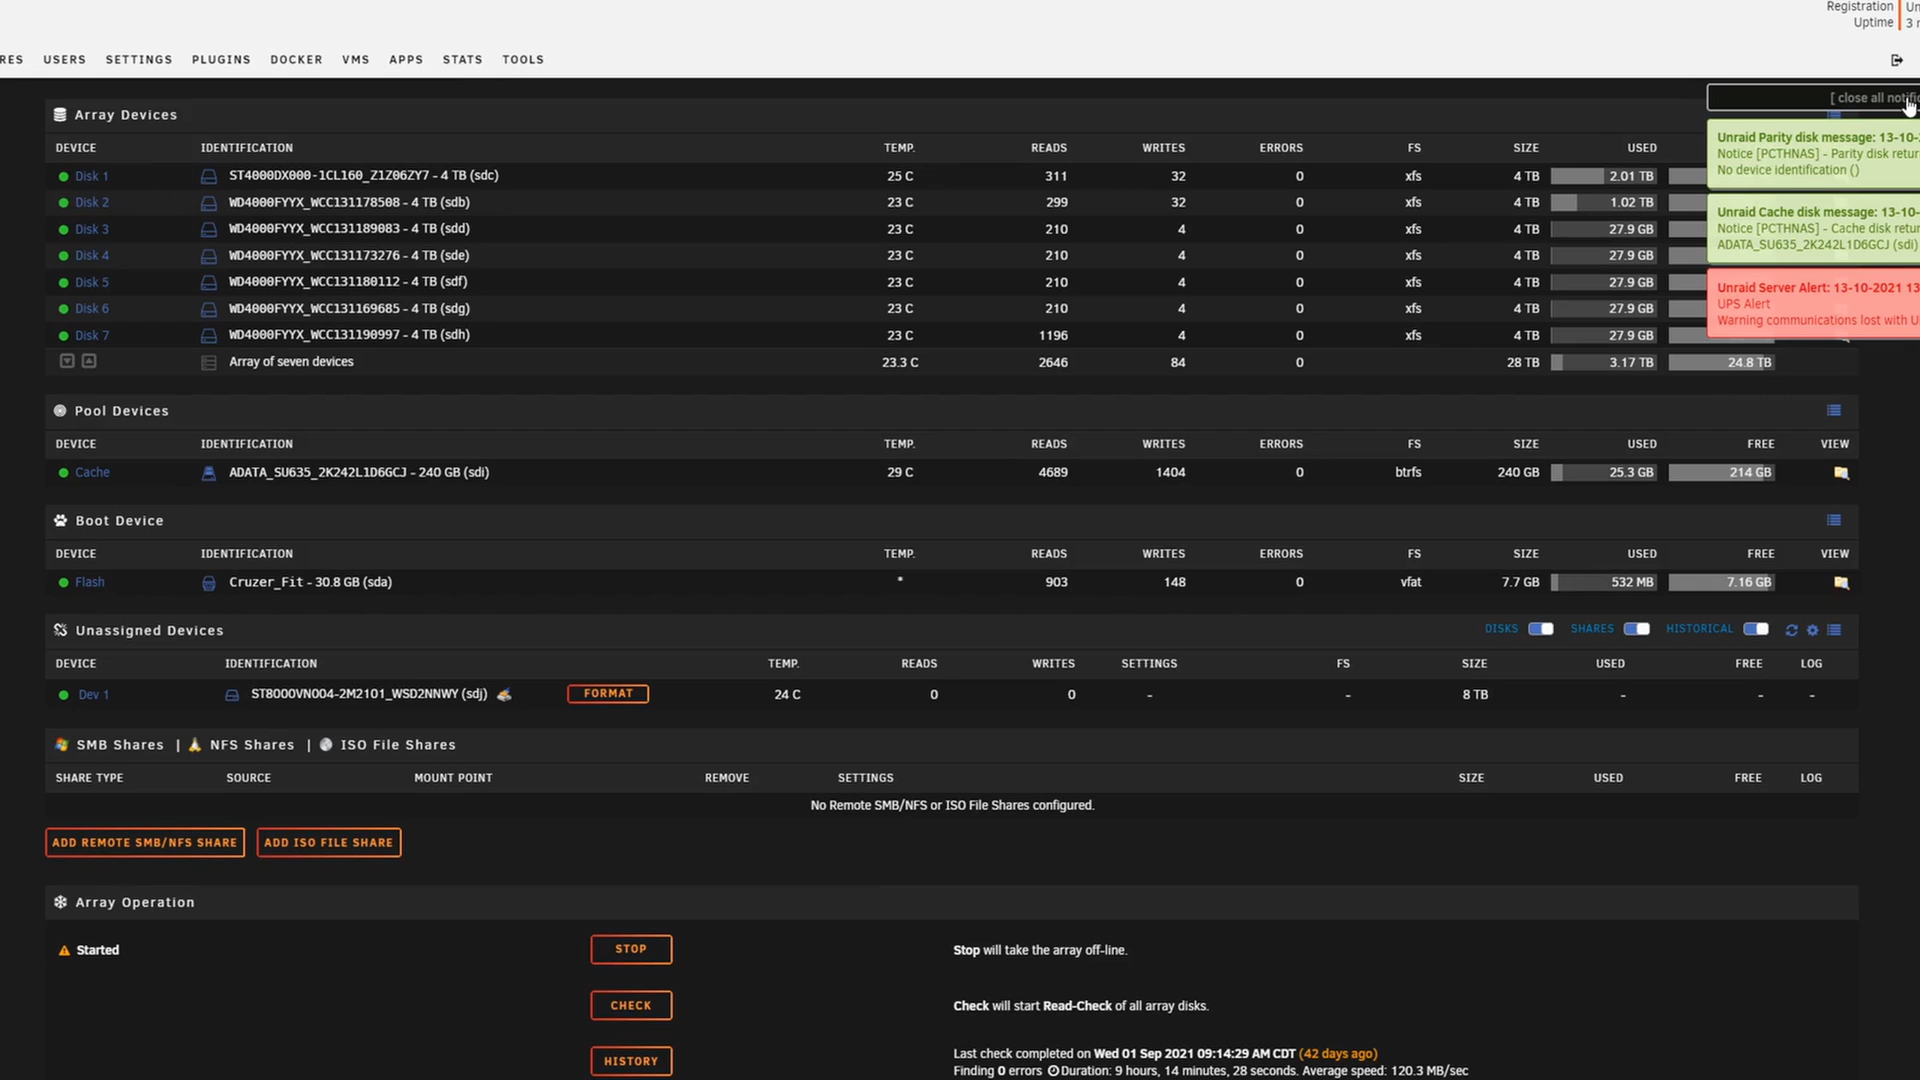 Registration
Uptime
RES USERS SETTINGS PLUGINS DOCKER VMS APPS STATS TOOLS
[ close all
Array Devices
DEVICE IDENTIFICATION TEMP. READS WRITES ERRORS FS SIZE USED
Disk 1 ST4000DX000-1CL160_Z1Z06ZY7 - 4 TB (sdc) 25 C 311 32 0 xfs 4 TB 2.01 TB
Disk 2 WD4000FYYX_WCC131178508 - 4 TB (sdb) 23 C 299 32 0 xfs 4 TB 1.02 TB
Disk 3 WD4000FYYX_WCC131189083 - 4 TB (sdd) 23 C 210 4 0 xfs 4 TB 27.9 GB
Disk 4 WD4000FYYX_WCC131173276 - 4 TB (sde) 23 C 210 4 0 xfs 4 TB 27.9 GB
Disk 5 WD4000FYYX_WCC131180112 - 4 TB (sdf) 23 C 210 4 0 xfs 4 TB 27.9 GB
Disk 6 WD4000FYYX_WCC131169685 - 4 TB (sdg) 23 C 210 4 0 xfs 4 TB 27.9 GB
Disk 7 WD4000FYYX_WCC131190997 - 4 TB (sdh) 23 C 1196 4 0 xfs 4 TB 27.9 GB
Array of seven devices 23.3 C 2646 84 0 28 TB 3.17 TB 24.8 TB
Unraid Parity disk message: 13-10-
Notice [PCTHNAS] - Parity disk retur
No device identification ()
Unraid Cache disk message: 13-10-
Notice [PCTHNAS] - Cache disk retur
ADATA_SU635_2K242L1D6GCJ (sdi)
Unraid Server Alert: 13-10-2021 13
UPS Alert
Warning communications lost with U
Pool Devices
DEVICE IDENTIFICATION TEMP. READS WRITES ERRORS FS SIZE USED FREE VIEW
Cache ADATA_SU635_2K242L1D6GCJ - 240 GB (sdi) 29 C 4689 1404 0 btrfs 240 GB 25.3 GB 214 GB
Boot Device
DEVICE IDENTIFICATION TEMP. READS WRITES ERRORS FS SIZE USED FREE VIEW
Flash Cruzer_Fit - 30.8 GB (sda) * 903 148 0 vfat 7.7 GB 532 MB 7.16 GB
Unassigned Devices DISKS SHARES HISTORICAL
DEVICE IDENTIFICATION TEMP. READS WRITES SETTINGS FS SIZE USED FREE LOG
Dev 1 ST8000VN004-2M2101_WSD2NNWY (sdj) FORMAT 24 C 0 0 - - 8 TB - - -
SMB Shares | NFS Shares | ISO File Shares
SHARE TYPE SOURCE MOUNT POINT REMOVE SETTINGS SIZE USED FREE LOG
No Remote SMB/NFS or ISO File Shares configured.
ADD REMOTE SMB/NFS SHARE ADD ISO FILE SHARE
Array Operation
Started STOP Stop will take the array off-line.
CHECK Check will start Read-Check of all array disks.
HISTORY Last check completed on Wed 01 Sep 2021 09:14:29 AM CDT (42 days ago)
Finding 0 errors Duration: 9 hours, 14 minutes, 28 seconds. Average speed: 120.3 MB/sec